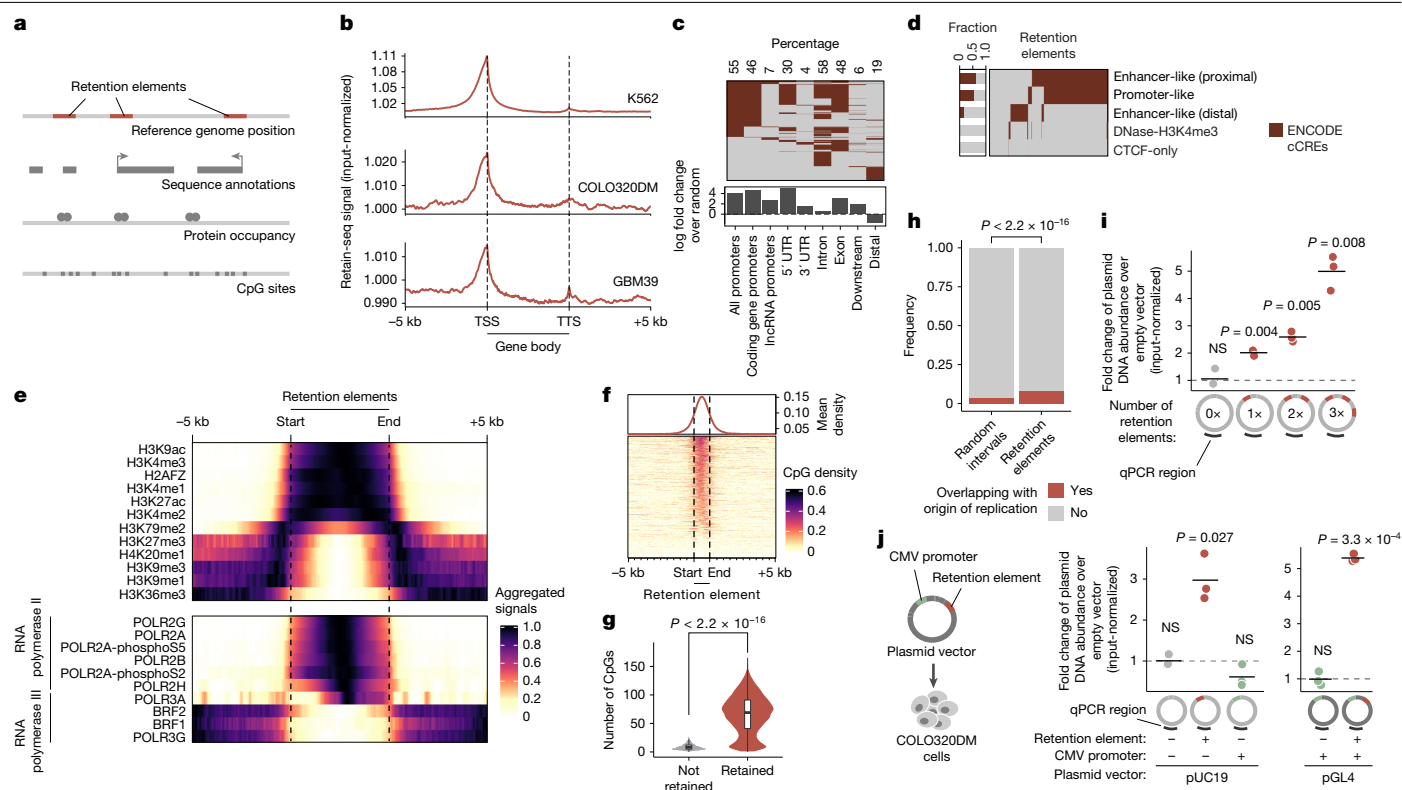 a
Retention elements
Reference genome position
Sequence annotations
Protein occupancy
CpG sites
b
Retain-seq signal (input-normalized)
1.11
1.08
1.05
1.02
K562
1.020
1.010
1.000
COLO320DM
1.010
1.000
0.990
GBM39
−5 kb
TSS
TTS
+5 kb
Gene body
c
Percentage
55
46
7
30
4
58
48
6
19
log fold change
over random
4
2
0
All promoters
Coding gene promoters
lncRNA promoters
5′ UTR
3′ UTR
Intron
Exon
Downstream
Distal
d
Fraction
0
0.5
1.0
Retention
elements
Enhancer-like (proximal)
Promoter-like
Enhancer-like (distal)
DNase-H3K4me3
CTCF-only
ENCODE
cCREs
e
Retention elements
−5 kb
Start
End
+5 kb
H3K9ac
H3K4me3
H2AFZ
H3K4me1
H3K27ac
H3K4me2
H3K79me2
H3K27me3
H4K20me1
H3K9me3
H3K9me1
H3K36me3
RNA
polymerase II
POLR2G
POLR2A
POLR2A-phosphoS5
POLR2B
POLR2A-phosphoS2
POLR2H
RNA
polymerase III
POLR3A
BRF2
BRF1
POLR3G
Aggregated
signals
1.0
0.8
0.6
0.4
0.2
0
f
0.15
0.10
0.05
Mean
density
CpG density
0.6
0.4
0.2
0
−5 kb
Start
End
+5 kb
Retention element
g
P < 2.2 × 10−16
Number of CpGs
150
100
50
0
Not
retained
Retained
h
P < 2.2 × 10−16
Frequency
1.00
0.75
0.50
0.25
0
Random
intervals
Retention
elements
Overlapping with
origin of replication
Yes
No
i
Fold change of plasmid
DNA abundance over
empty vector
(input-normalized)
5
4
3
2
1
NS
P = 0.004
P = 0.005
P = 0.008
Number of
retention
elements:
0×
1×
2×
3×
qPCR region
j
CMV promoter
Retention element
Plasmid vector
COLO320DM
cells
Fold change of plasmid
DNA abundance over
empty vector
(input-normalized)
3
2
1
NS
P = 0.027
NS
5
4
3
2
1
NS
P = 3.3 × 10−4
qPCR region
Retention element: − + − − +
CMV promoter: − − + + +
Plasmid vector: pUC19 pGL4